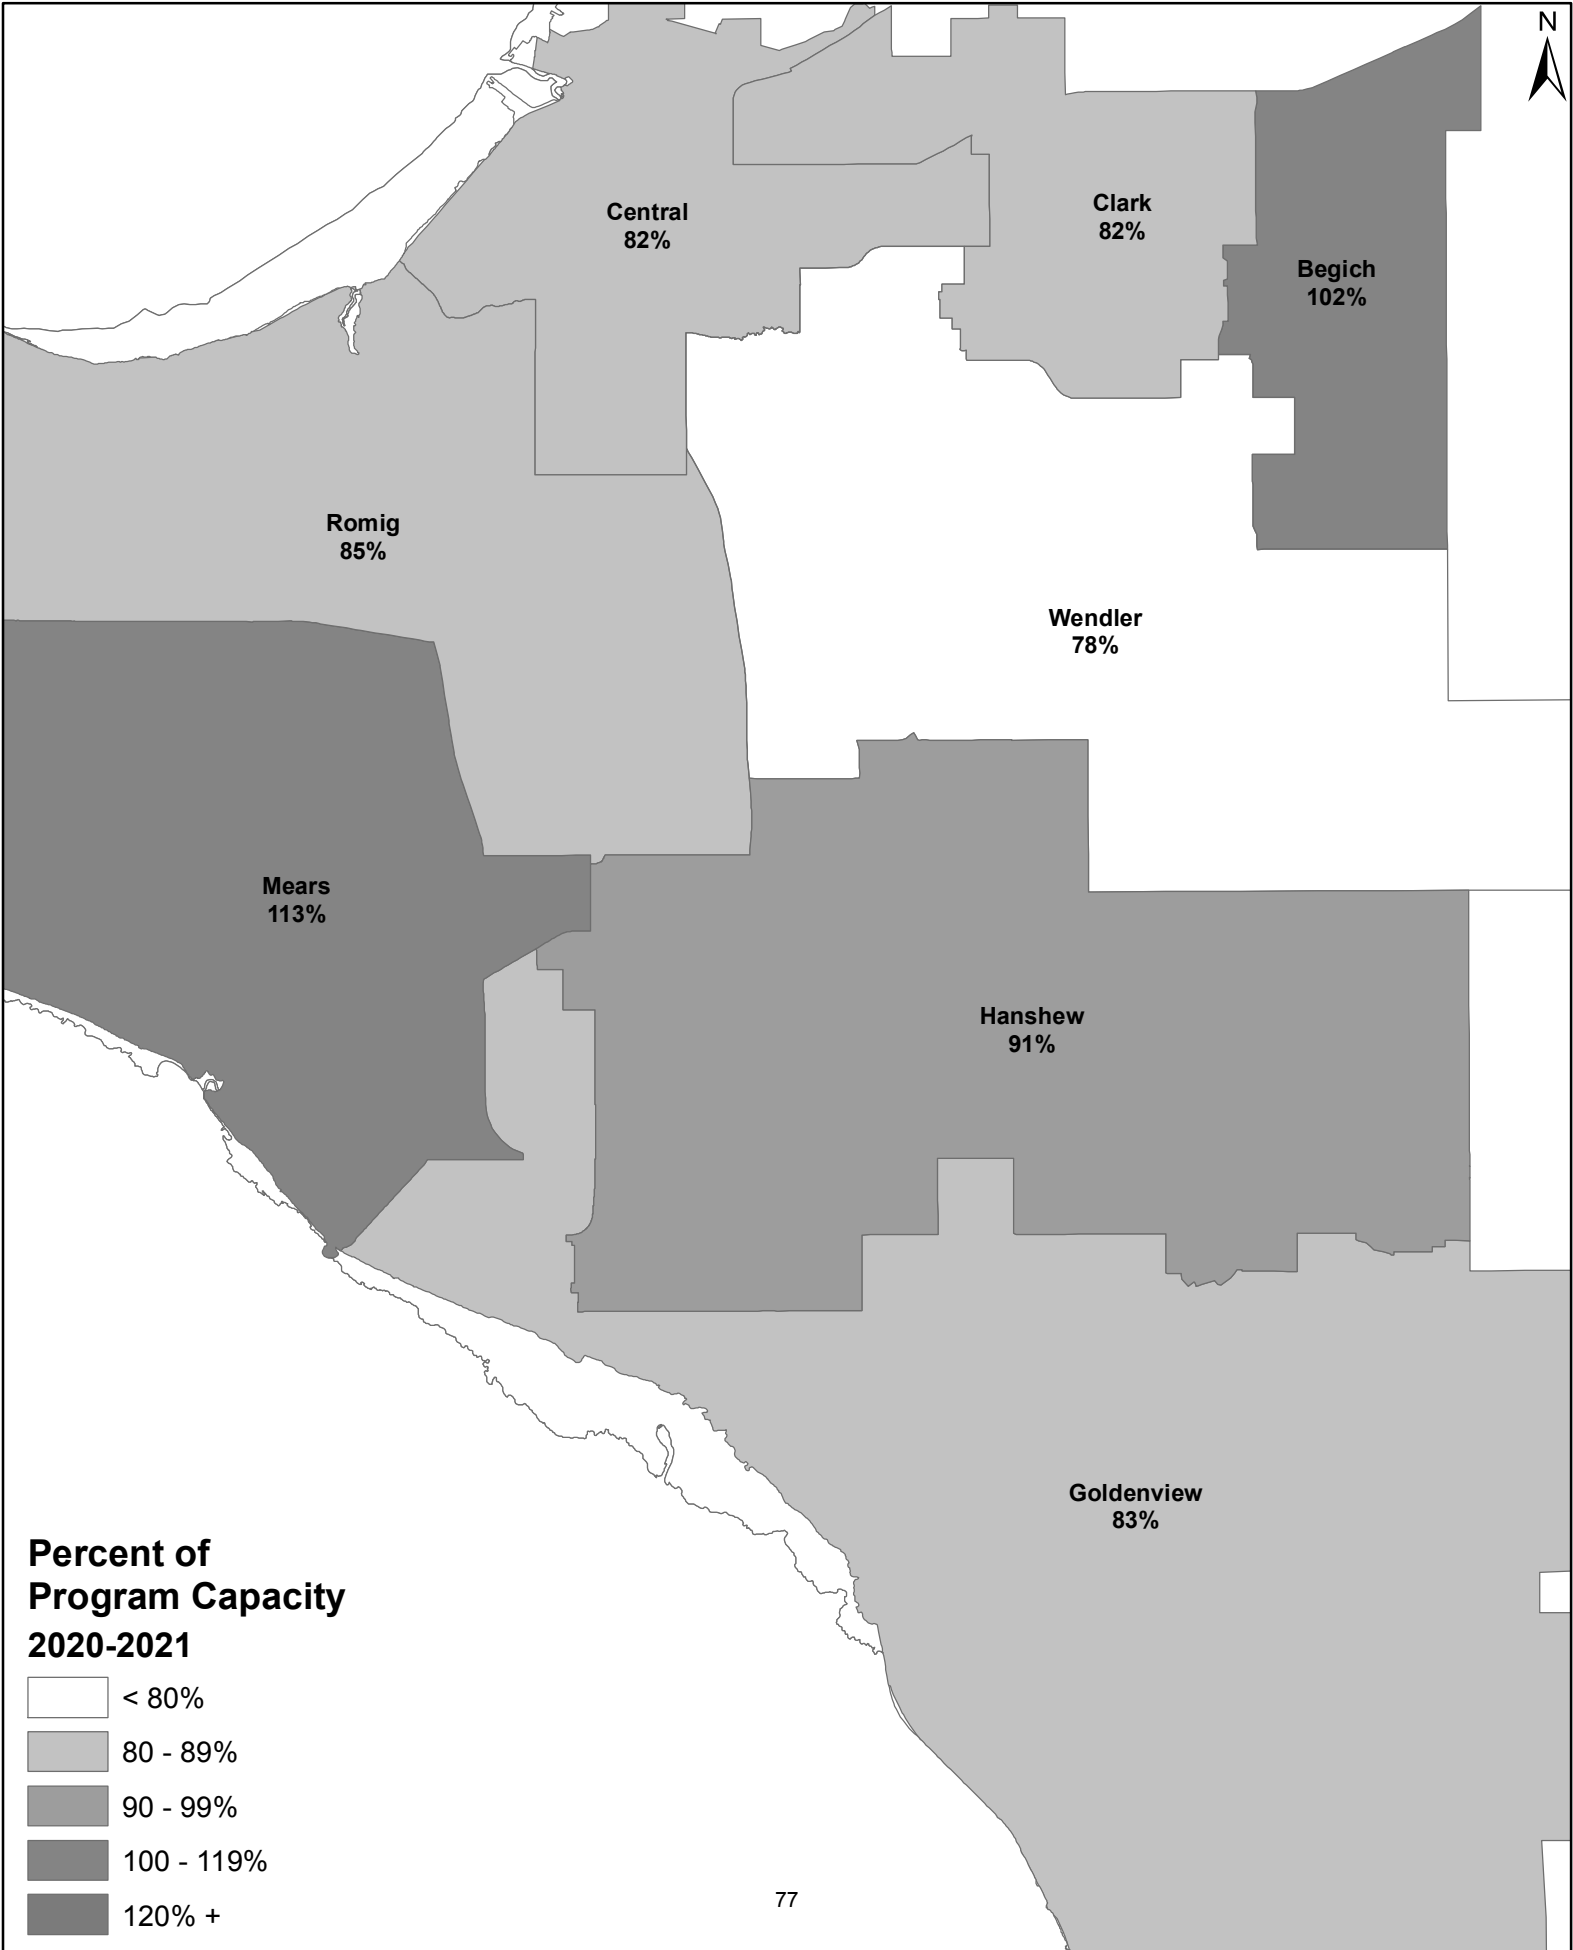 N
Central
82%
Clark
82%
Begich
102%
Romig
85%
Wendler
78%
Mears
113%
Hanshew
91%
Goldenview
83%
Percent of
Program Capacity
2020-2021
< 80%
80 - 89%
90 - 99%
100 - 119%
120% +
77